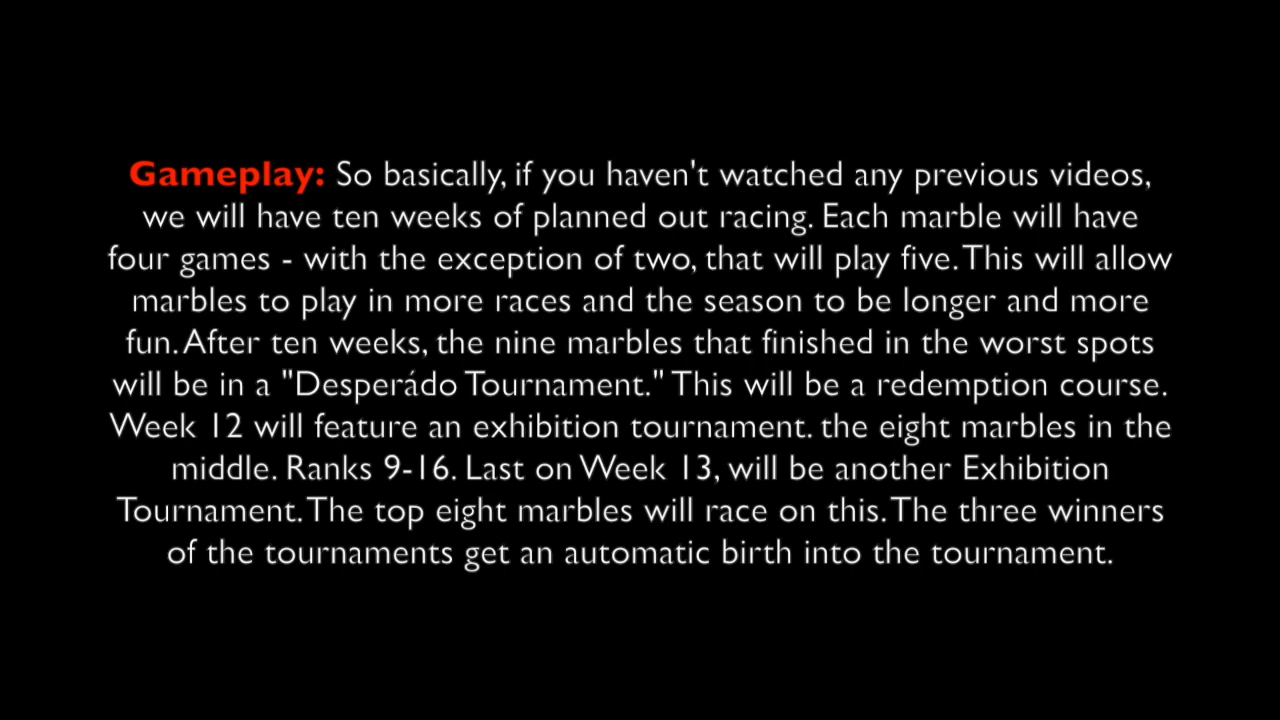 Gameplay: So basically, if you haven't watched any previous videos,
we will have ten weeks of planned out racing. Each marble will have
four games - with the exception of two, that will play five. This will allow
marbles to play in more races and the season to be longer and more
fun. After ten weeks, the nine marbles that finished in the worst spots
will be in a "Desperádo Tournament." This will be a redemption course.
Week 12 will feature an exhibition tournament. the eight marbles in the
middle. Ranks 9-16. Last on Week 13, will be another Exhibition
Tournament. The top eight marbles will race on this. The three winners
of the tournaments get an automatic birth into the tournament.